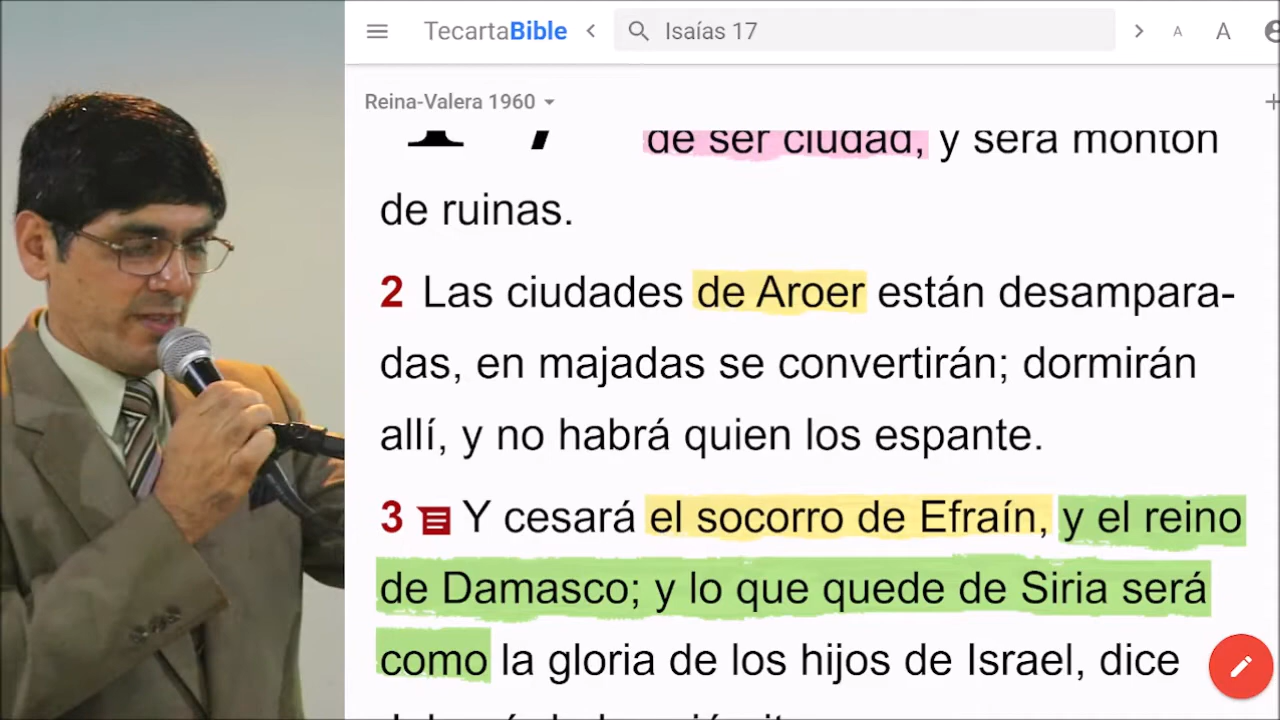 TecartaBible
Isaías 17
A A
Reina-Valera 1960
de ser ciudad, y será montón
de ruinas.
2 Las ciudades de Aroer están desampara-
das, en majadas se convertirán; dormirán
allí, y no habrá quien los espante.
3 Y cesará el socorro de Efraín, y el reino
de Damasco; y lo que quede de Siria será
como la gloria de los hijos de Israel, dice